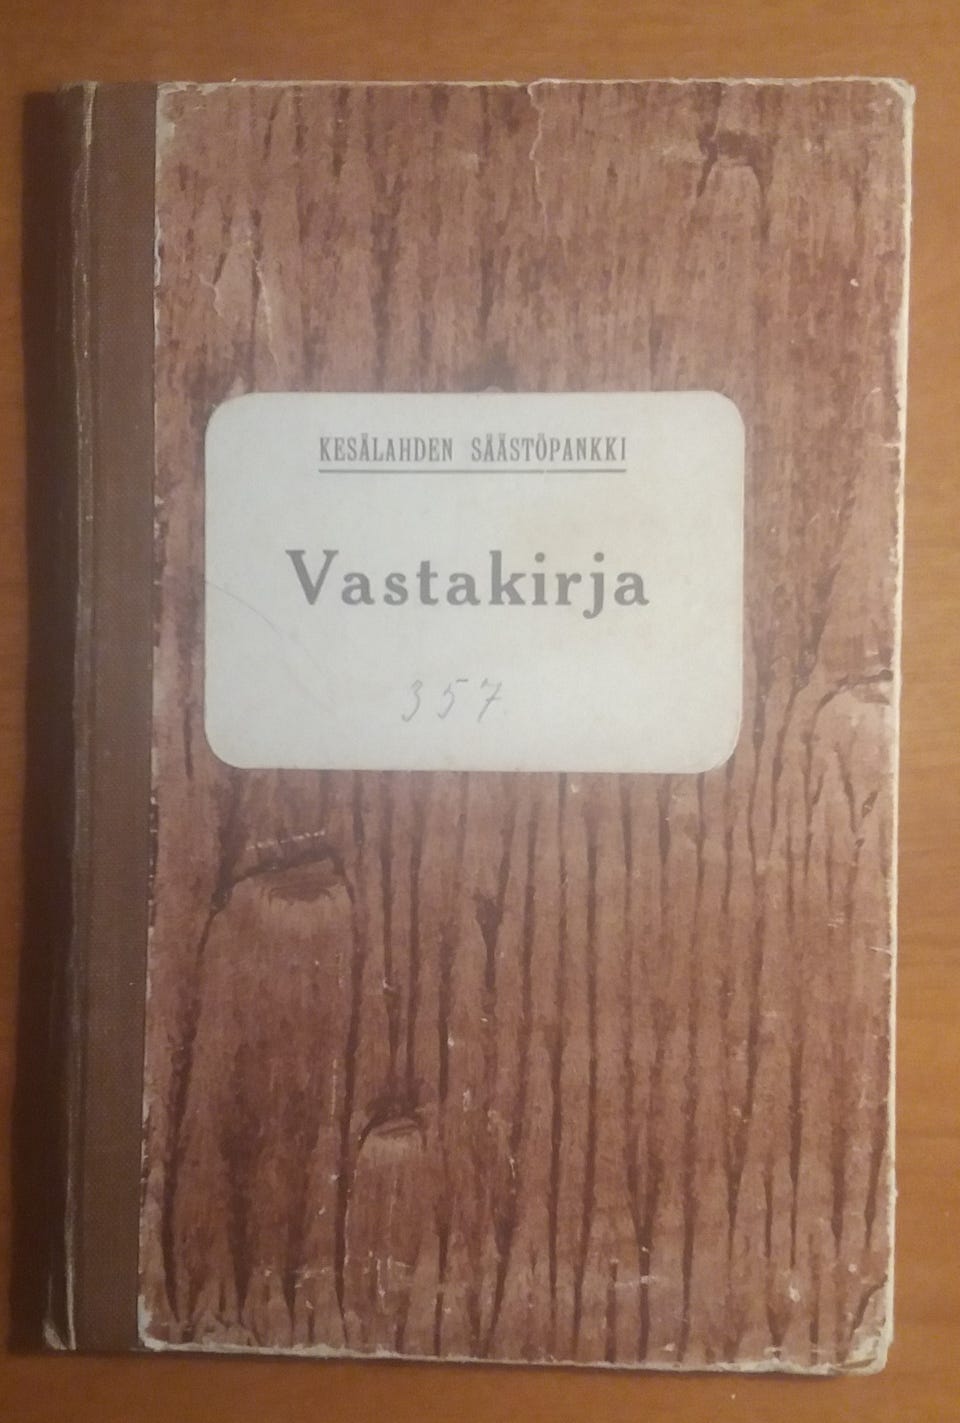 KESÄLAHDEN SÄÄSTÖPANKKI
Vastakirja
357